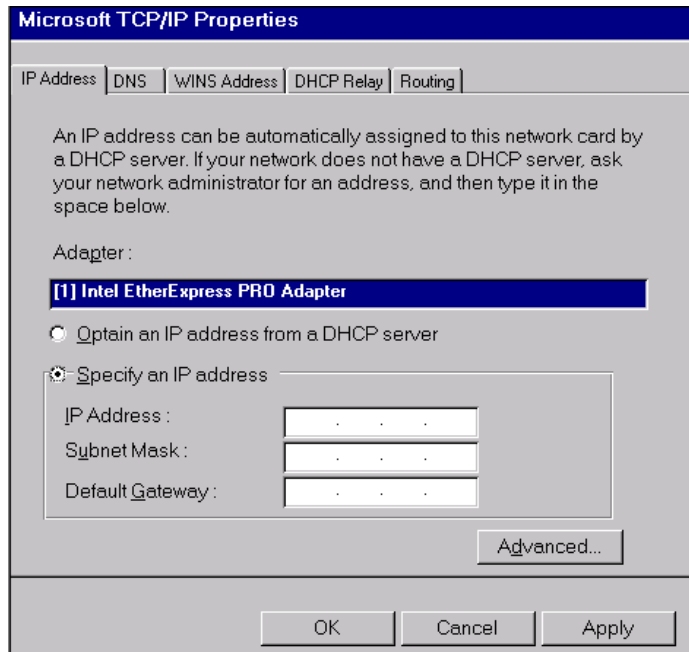 Microsoft TCP/IP Properties
IP Address DNS WINS Address DHCP Relay Routing
An IP address can be automatically assigned to this network card by
a DHCP server. If your network does not have a DHCP server, ask
your network administrator for an address, and then type it in the
space below.
Adapter :
[1] Intel EtherExpress PRO Adapter
Optain an IP address from a DHCP server
Specify an IP address
IP Address : . . .
Subnet Mask : . . .
Default Gateway : . . .
Advanced...
OK Cancel Apply